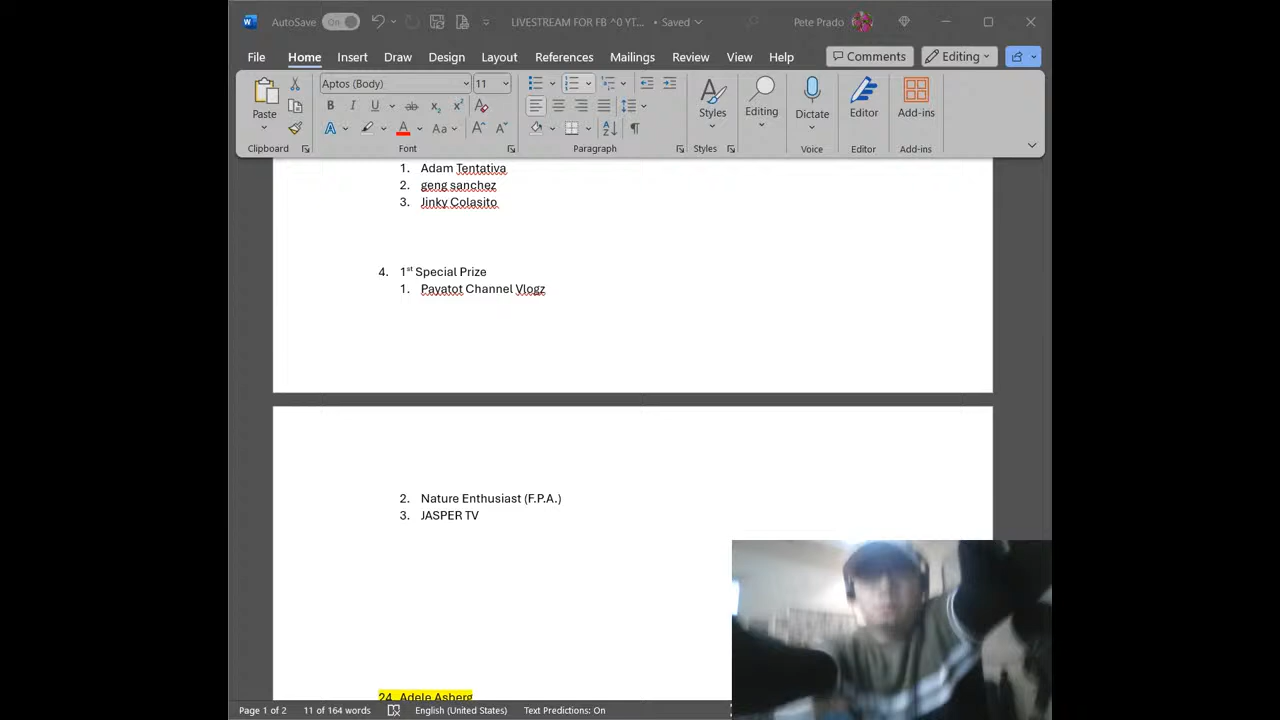 AutoSave On LIVESTREAM FOR FB ^0 YT... • Saved Pete Prado
File Home Insert Draw Design Layout References Mailings Review View Help Comments Editing
Aptos (Body) 11
Paste Styles Editing Dictate Editor Add-ins
Clipboard Font Paragraph Styles Voice Editor Add-ins
1. Adam Tentativa
2. geng sanchez
3. Jinky Colasito
4. 1st Special Prize
1. Payatot Channel Vlogz
2. Nature Enthusiast (F.P.A.)
3. JASPER TV
24. Adele Asberg
Page 1 of 2 11 of 164 words English (United States) Text Predictions: On